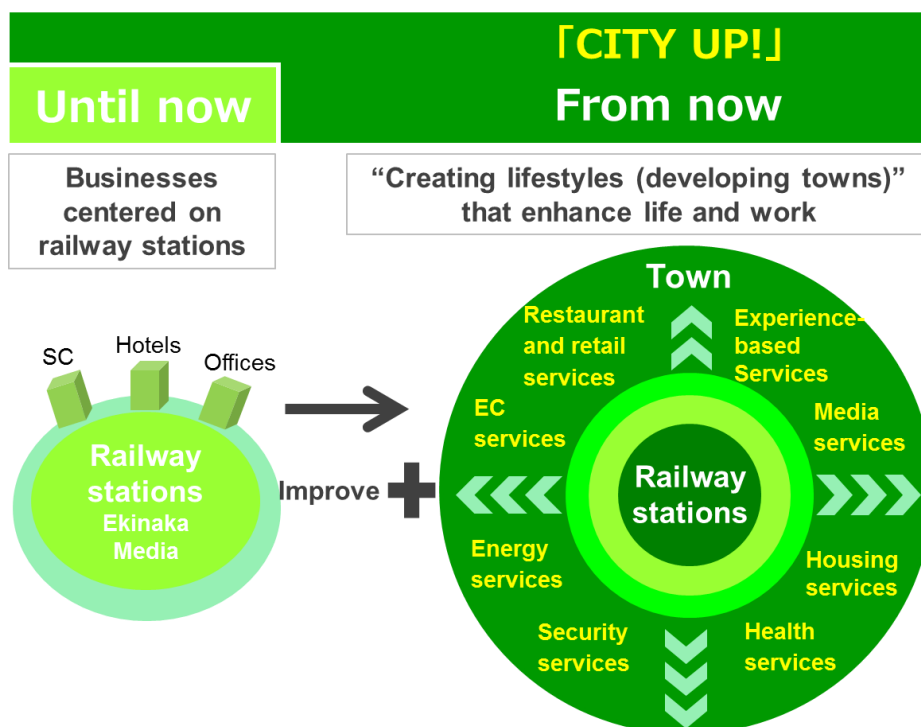 「CITY UP!」
Until now
From now
Businesses
centered on
railway stations
“Creating lifestyles (developing towns)”
that enhance life and work
SC
Hotels
Offices
Railway
stations
Ekinaka
Media
Improve
Town
Restaurant
and retail
services
Experience-
based
Services
EC
services
Media
services
Railway
stations
Energy
services
Housing
services
Security
services
Health
services